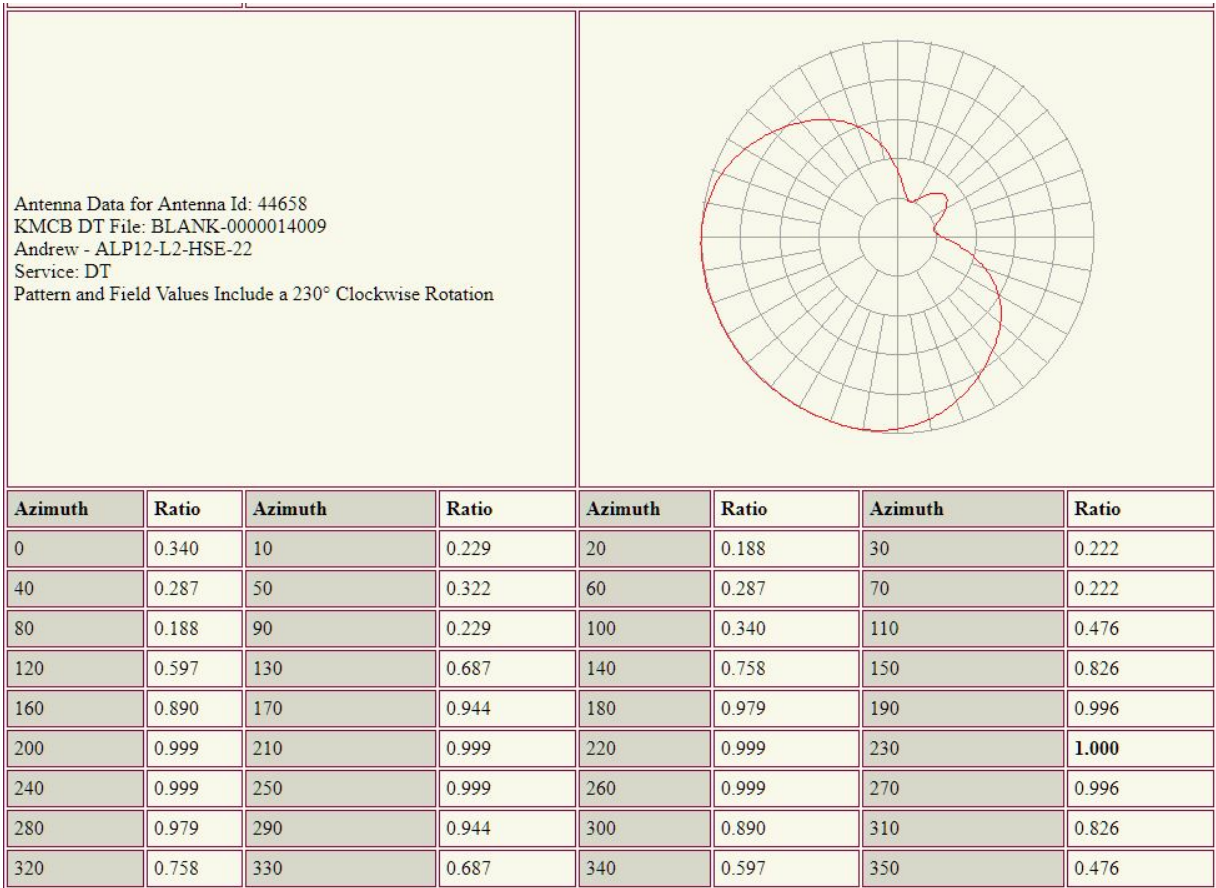 Antenna Data for Antenna Id: 44658
KMCB DT File: BLANK-0000014009
Andrew - ALP12-L2-HSE-22
Service: DT
Pattern and Field Values Include a 230° Clockwise Rotation
Azimuth Ratio Azimuth Ratio Azimuth Ratio Azimuth Ratio
0 0.340 10 0.229 20 0.188 30 0.222
40 0.287 50 0.322 60 0.287 70 0.222
80 0.188 90 0.229 100 0.340 110 0.476
120 0.597 130 0.687 140 0.758 150 0.826
160 0.890 170 0.944 180 0.979 190 0.996
200 0.999 210 0.999 220 0.999 230 1.000
240 0.999 250 0.999 260 0.999 270 0.996
280 0.979 290 0.944 300 0.890 310 0.826
320 0.758 330 0.687 340 0.597 350 0.476